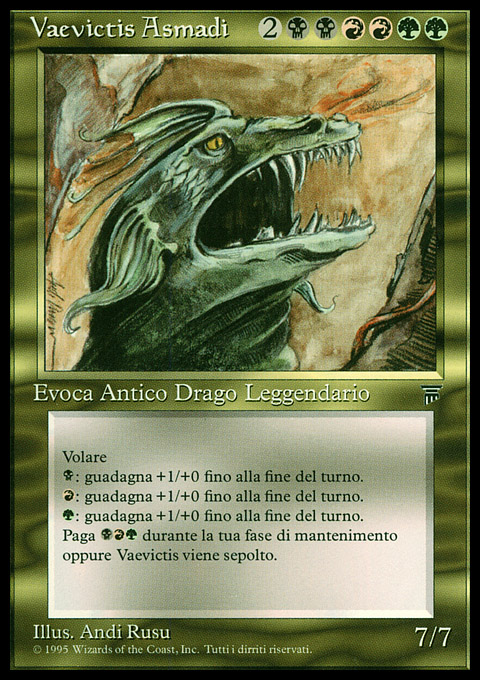 Vaevictis Asmadi 2
Evoca Antico Drago Leggendario
Volare
: guadagna +1/+0 fino alla fine del turno.
: guadagna +1/+0 fino alla fine del turno.
: guadagna +1/+0 fino alla fine del turno.
Paga durante la tua fase di mantenimento
oppure Vaevictis viene sepolto.
Illus. Andi Rusu
7/7
© 1995 Wizards of the Coast, Inc. Tutti i dirriti riservati.